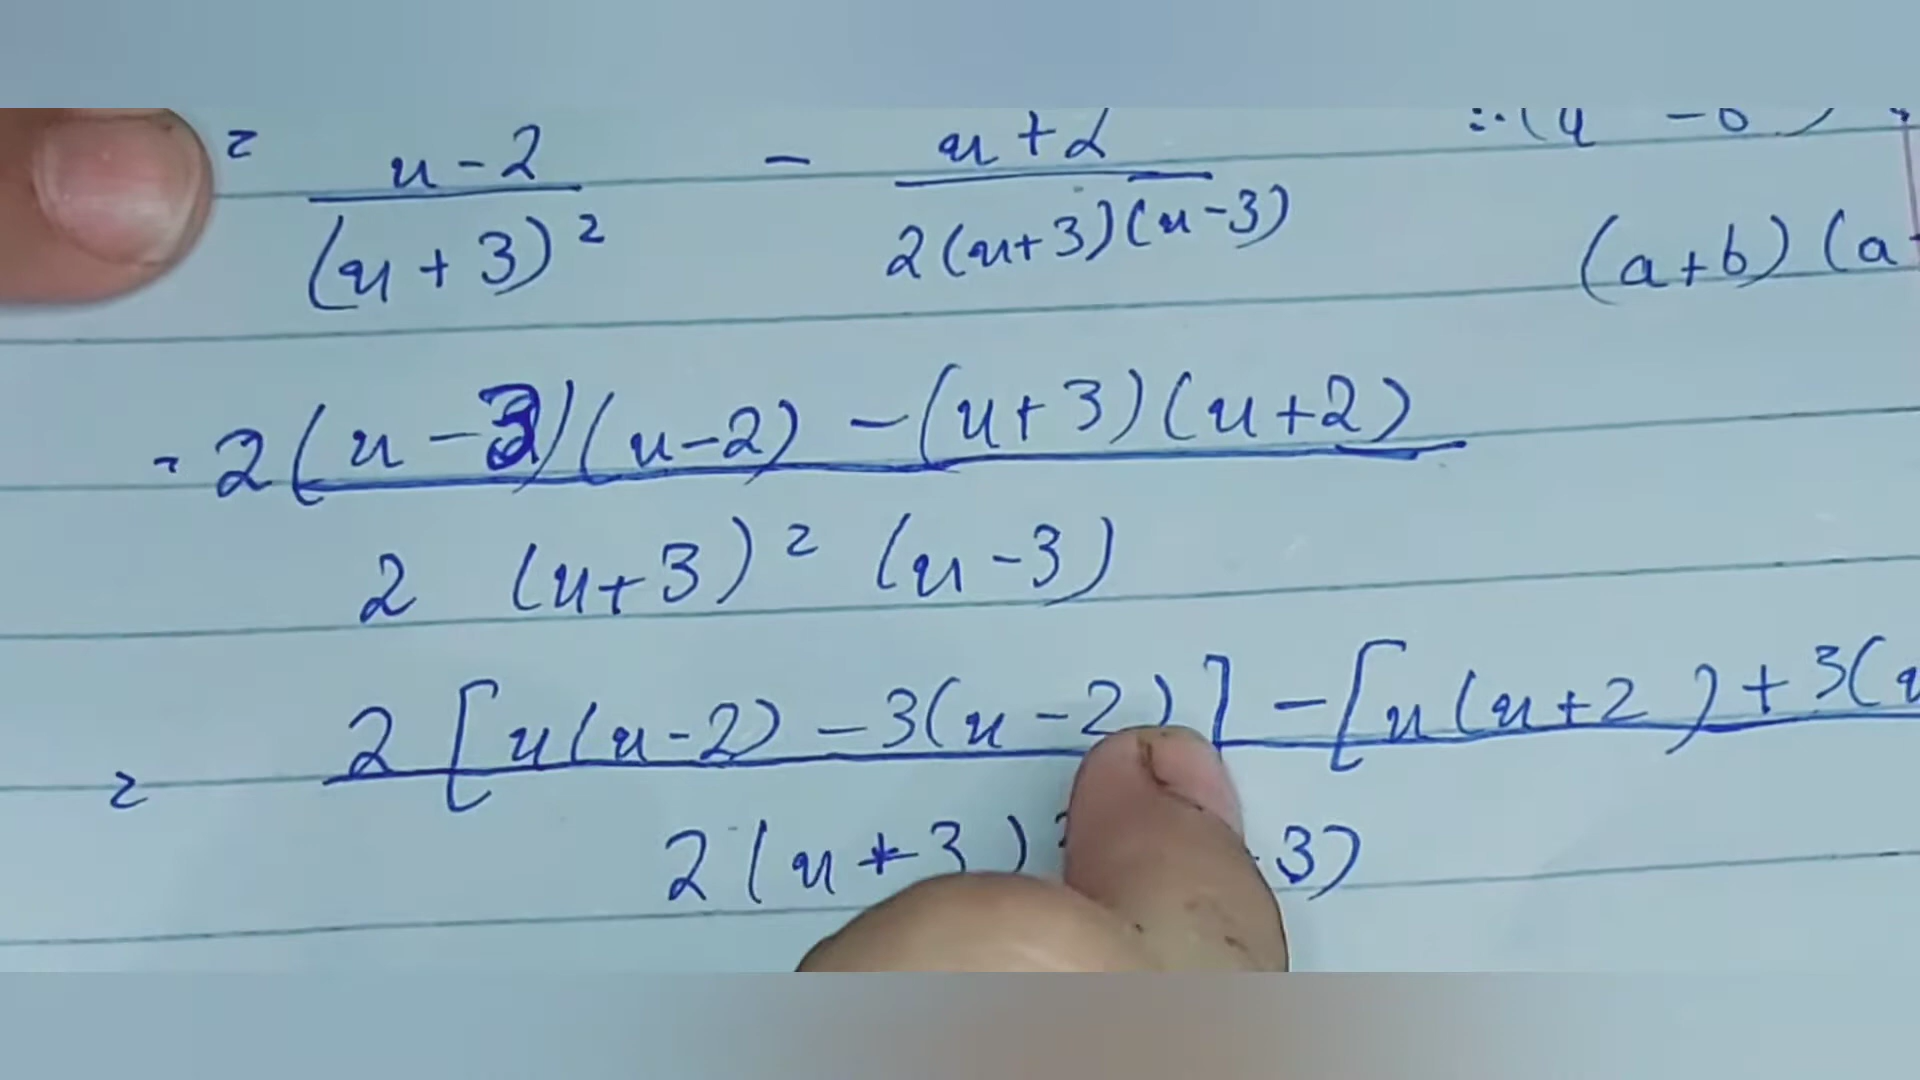 = u-2/(u+3)² - u+2/2(u+3)(u-3)
(a+b)(a
= 2(u-3)(u-2) -(u+3)(u+2)
2 (u+3)² (u-3)
= 2[u(u-2) -3(u-2)] -[u(u+2)+3(
2(u+3) 3)